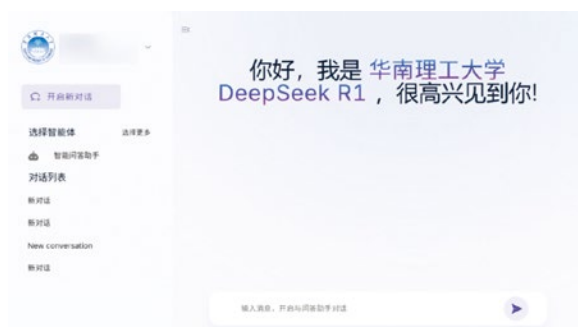 开启新对话
选择智能体 选择更多
智能问答助手
对话列表
新对话
新对话
New conversation
新对话
你好，我是 华南理工大学
DeepSeek R1 ，很高兴见到你!
输入消息，开启与问答助手对话